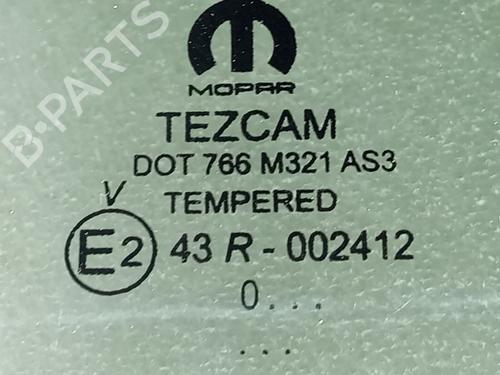 B-PARTS
MOPAR
TEZCAM
DOT 766 M321 AS3
TEMPERED
V
E2 43 R - 002412
0...
...